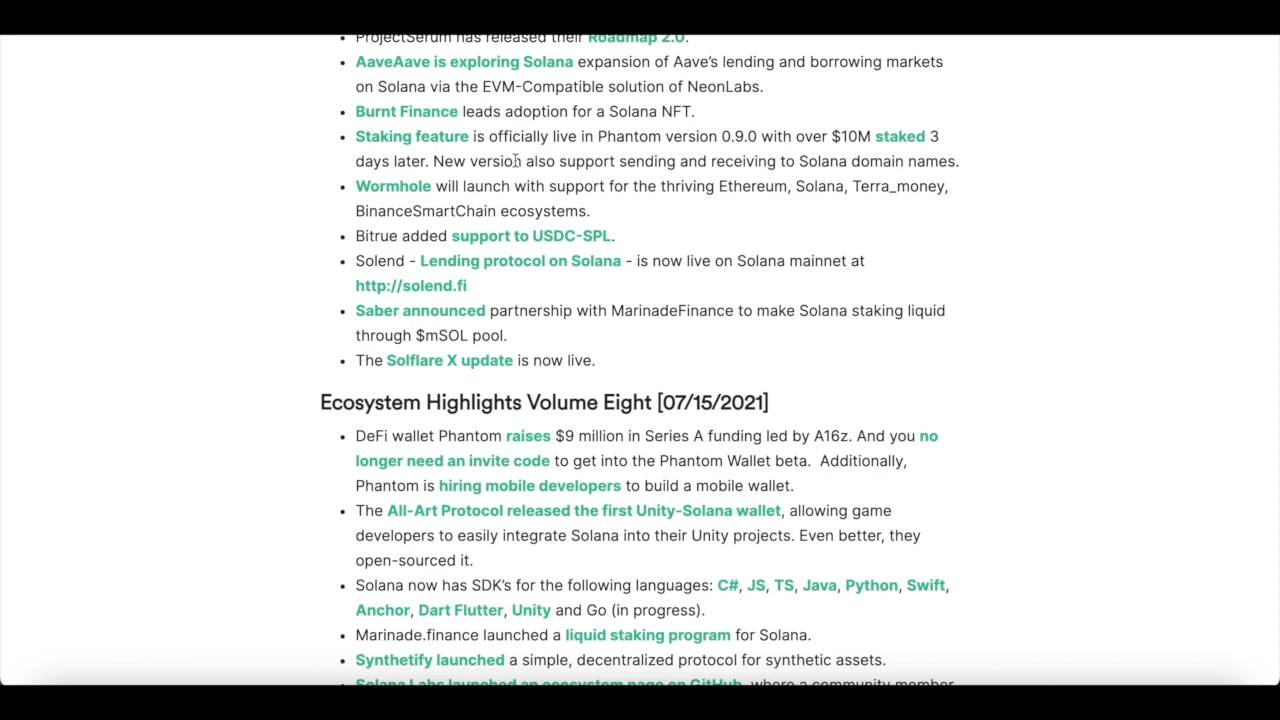 • ProjectSerum has released their Roadmap 2.0.
• AaveAave is exploring Solana expansion of Aave's lending and borrowing markets
on Solana via the EVM-Compatible solution of NeonLabs.
• Burnt Finance leads adoption for a Solana NFT.
• Staking feature is officially live in Phantom version 0.9.0 with over $10M staked 3
days later. New version also support sending and receiving to Solana domain names.
• Wormhole will launch with support for the thriving Ethereum, Solana, Terra_money,
BinanceSmartChain ecosystems.
• Bitrue added support to USDC-SPL.
• Solend - Lending protocol on Solana - is now live on Solana mainnet at
http://solend.fi
• Saber announced partnership with MarinadeFinance to make Solana staking liquid
through $mSOL pool.
• The Solflare X update is now live.
Ecosystem Highlights Volume Eight [07/15/2021]
• DeFi wallet Phantom raises $9 million in Series A funding led by A16z. And you no
longer need an invite code to get into the Phantom Wallet beta.  Additionally,
Phantom is hiring mobile developers to build a mobile wallet.
• The All-Art Protocol released the first Unity-Solana wallet, allowing game
developers to easily integrate Solana into their Unity projects. Even better, they
open-sourced it.
• Solana now has SDK's for the following languages: C#, JS, TS, Java, Python, Swift,
Anchor, Dart Flutter, Unity and Go (in progress).
• Marinade.finance launched a liquid staking program for Solana.
• Synthetify launched a simple, decentralized protocol for synthetic assets.
• Solana Labs launched an ecosystem page on GitHub, where a community member